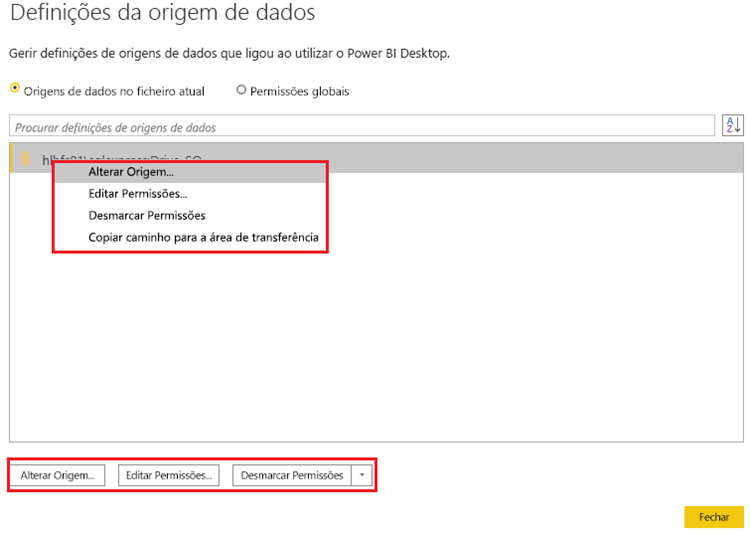 Definições da origem de dados
Gerir definições de origens de dados que ligou ao utilizar o Power BI Desktop.
Origens de dados no ficheiro atual
Permissões globais
Procurar definições de origens de dados
Alterar Origem...
Editar Permissões...
Desmarcar Permissões
Copiar caminho para a área de transferência
Alterar Origem...
Editar Permissões...
Desmarcar Permissões
Fechar